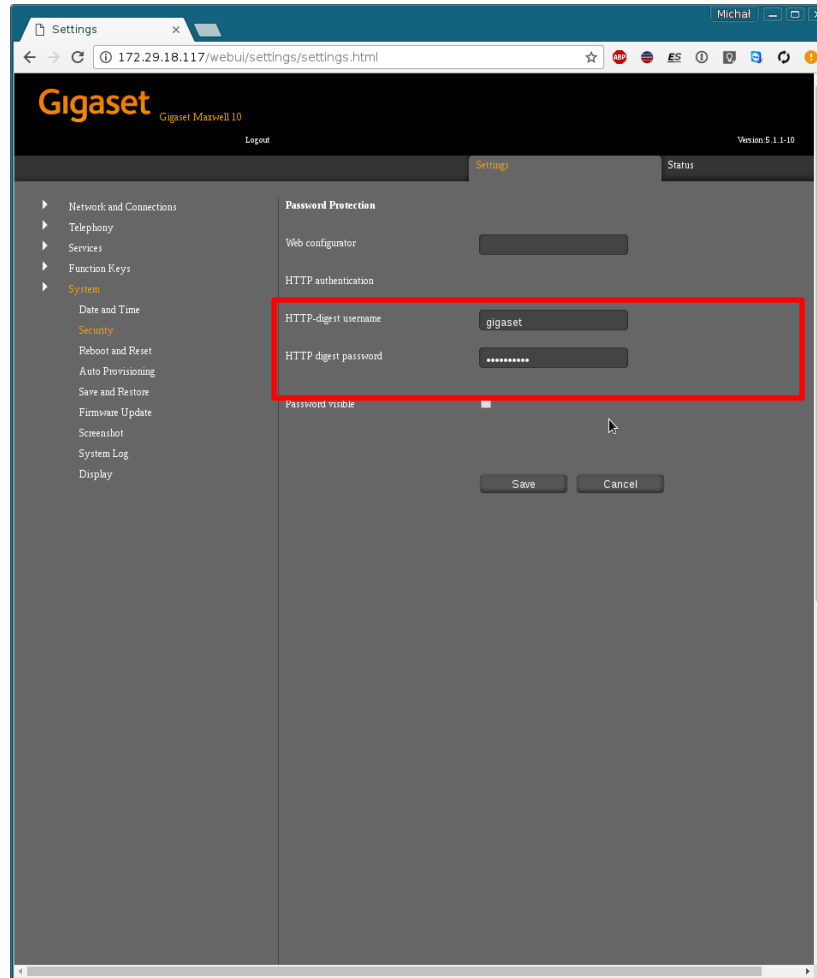 Michał
Settings
172.29.18.117/webui/settings/settings.html
ABP
ES
Gigaset
Gigaset Maxwell 10
Logout
Version:5.1.1-10
Settings
Status
Network and Connections
Telephony
Services
Function Keys
System
Date and Time
Security
Reboot and Reset
Auto Provisioning
Save and Restore
Firmware Update
Screenshot
System Log
Display
Password Protection
Web configurator
HTTP authentication
HTTP-digest username
gigaset
HTTP digest password
••••••••••
Password visible
Save
Cancel